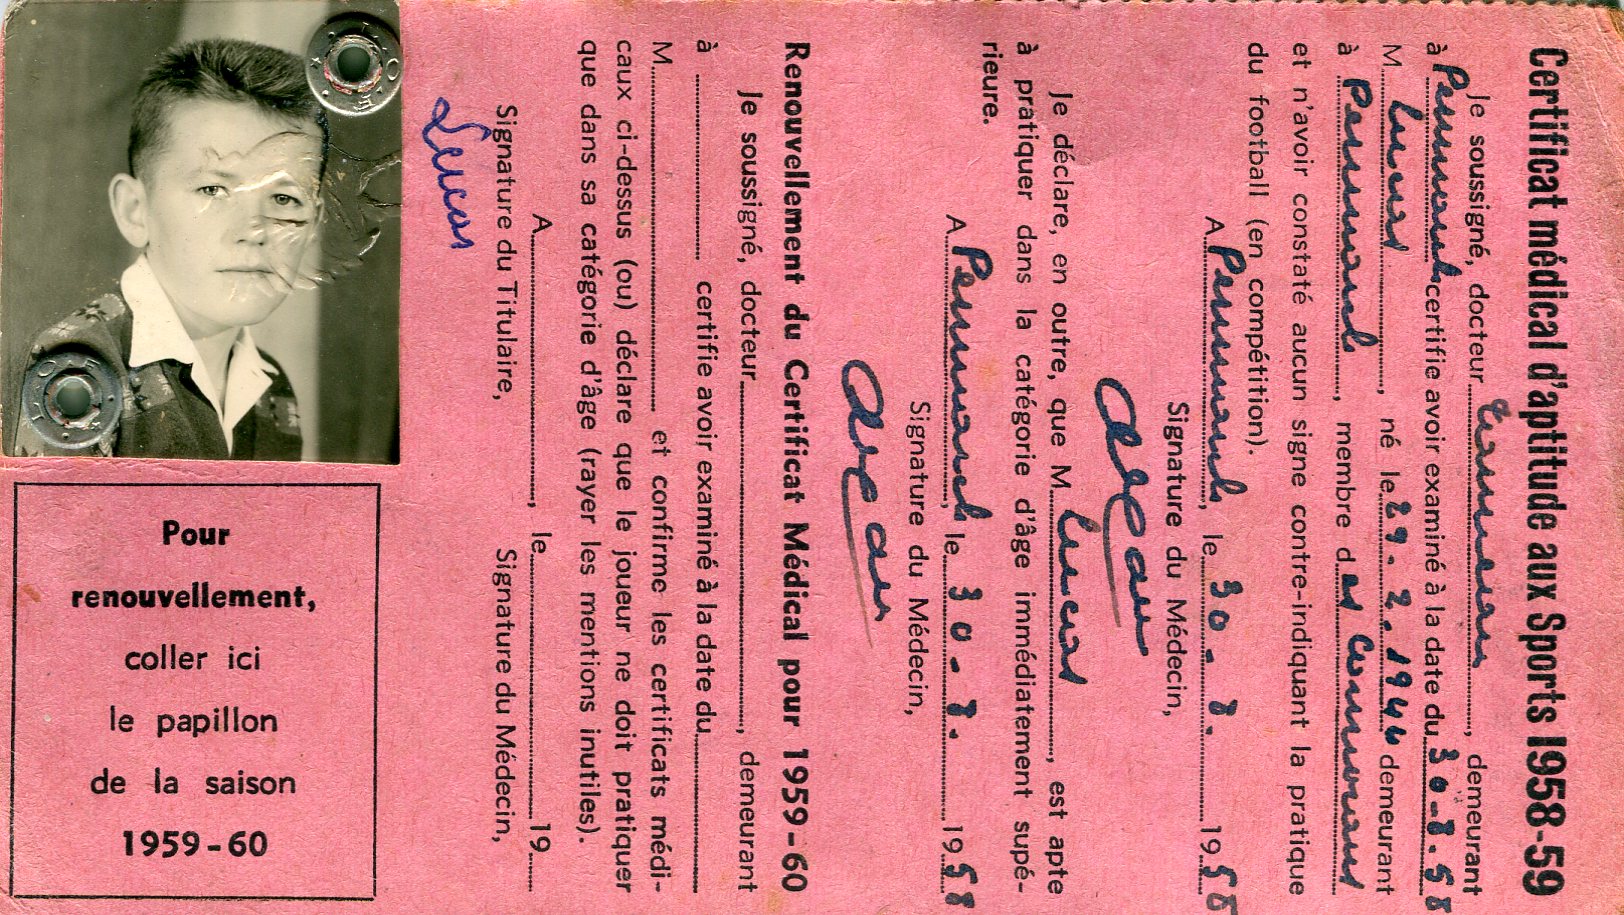 Certificat médical d'aptitude aux Sports 1958-59
Je soussigné, docteur , demeurant
à certifie avoir examiné à la date du 30-8-58
M. Lucas , né le 29.2.1944 demeurant
à , membre d
et n'avoir constaté aucun signe contre-indiquant la pratique
du football (en compétition).
A , le 30-8. 1958
Signature du Médecin,
Je déclare, en outre, que M. Lucas , est apte
à pratiquer dans la catégorie d'âge immédiatement supé-
rieure.
A , le 30-8. 1958
Signature du Médecin,
Renouvellement du Certificat Médical pour 1959-60
Je soussigné, docteur , demeurant
à certifie avoir examiné à la date du
M. et confirme les certificats médi-
caux ci-dessus (ou) déclare que le joueur ne doit pratiquer
que dans sa catégorie d'âge (rayer les mentions inutiles).
A , le 19
Signature du Titulaire, Signature du Médecin,
Lucas
Pour
renouvellement,
coller ici
le papillon
de la saison
1959-60